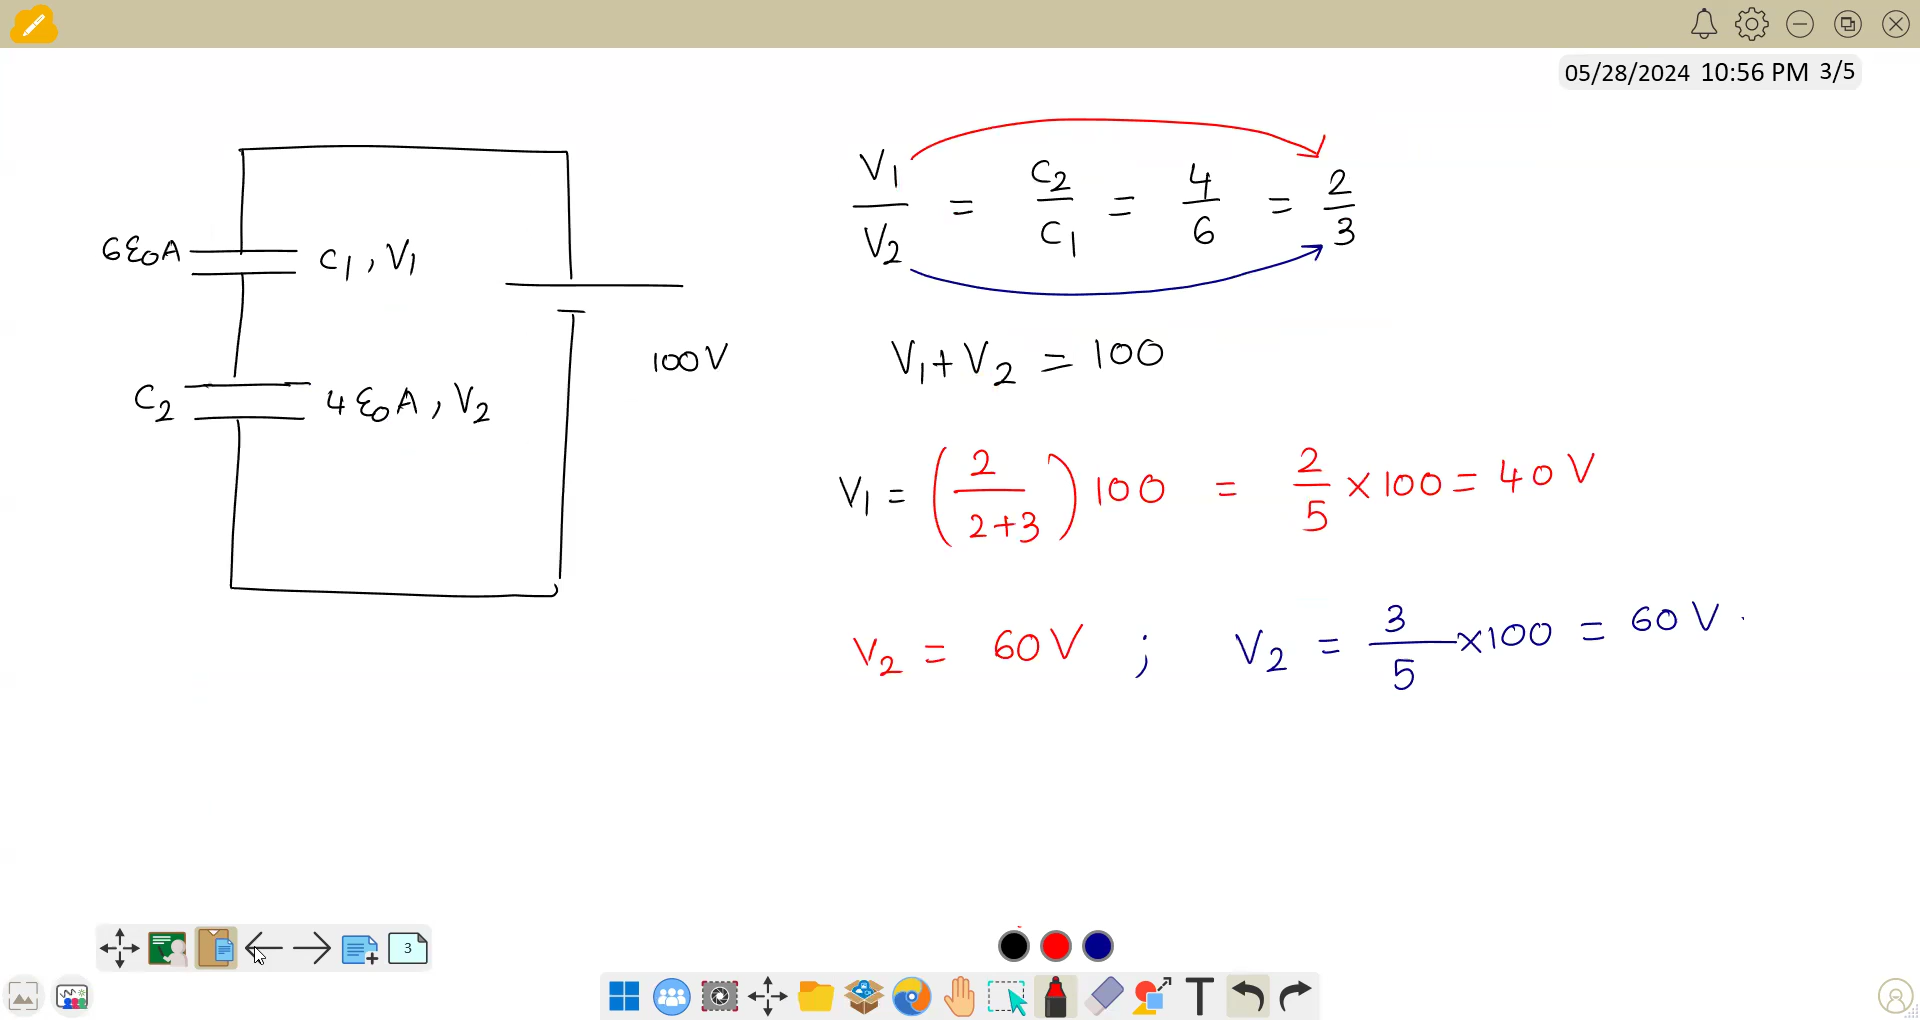 05/28/2024 10:56 PM 3/5
V₁/V₂ = C₂/C₁ = 4/6 = 2/3
6ε₀A C₁, V₁
100V
V₁+V₂ = 100
C₂ 4ε₀A, V₂
V₁ = (2/(2+3)) 100 = 2/5 × 100 = 40 V
V₂ = 60V ; V₂ = 3/5 ×100 = 60 V.
3
T